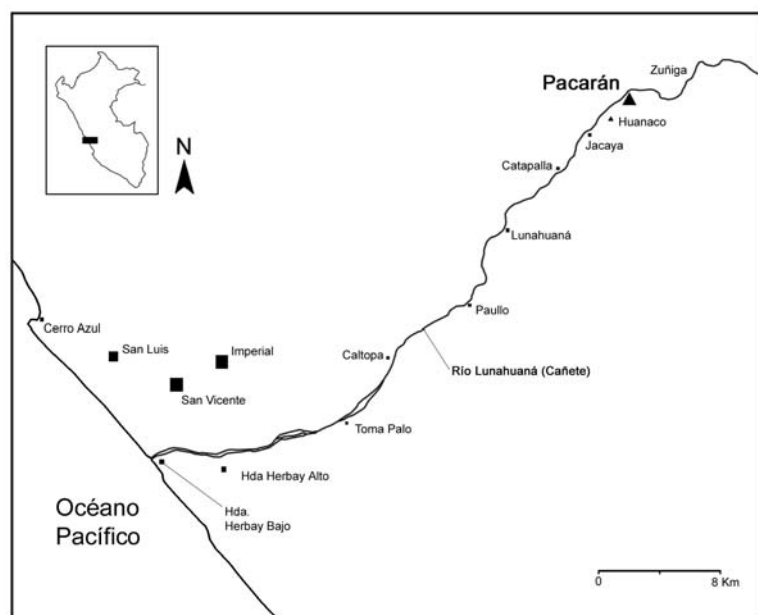 Zuñiga
Pacarán
Huanaco
Jacaya
N
Catapalla
Lunahuaná
Paullo
Cerro Azul
San Luis
Imperial
Caltopa
Río Lunahuaná (Cañete)
San Vicente
Toma Palo
Hda Herbay Alto
Océano
Pacífico
Hda.
Herbay Bajo
0
8 Km